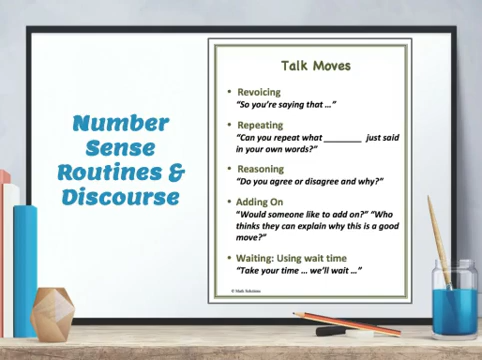 Number
Sense
Routines &
Discourse
Talk Moves
• Revoicing
"So you're saying that ..."
• Repeating
"Can you repeat what ________ just said
in your own words?"
• Reasoning
"Do you agree or disagree and why?"
• Adding On
"Would someone like to add on?" "Who
thinks they can explain why this is a good
move?"
• Waiting: Using wait time
"Take your time ... we'll wait ..."
© Math Solutions